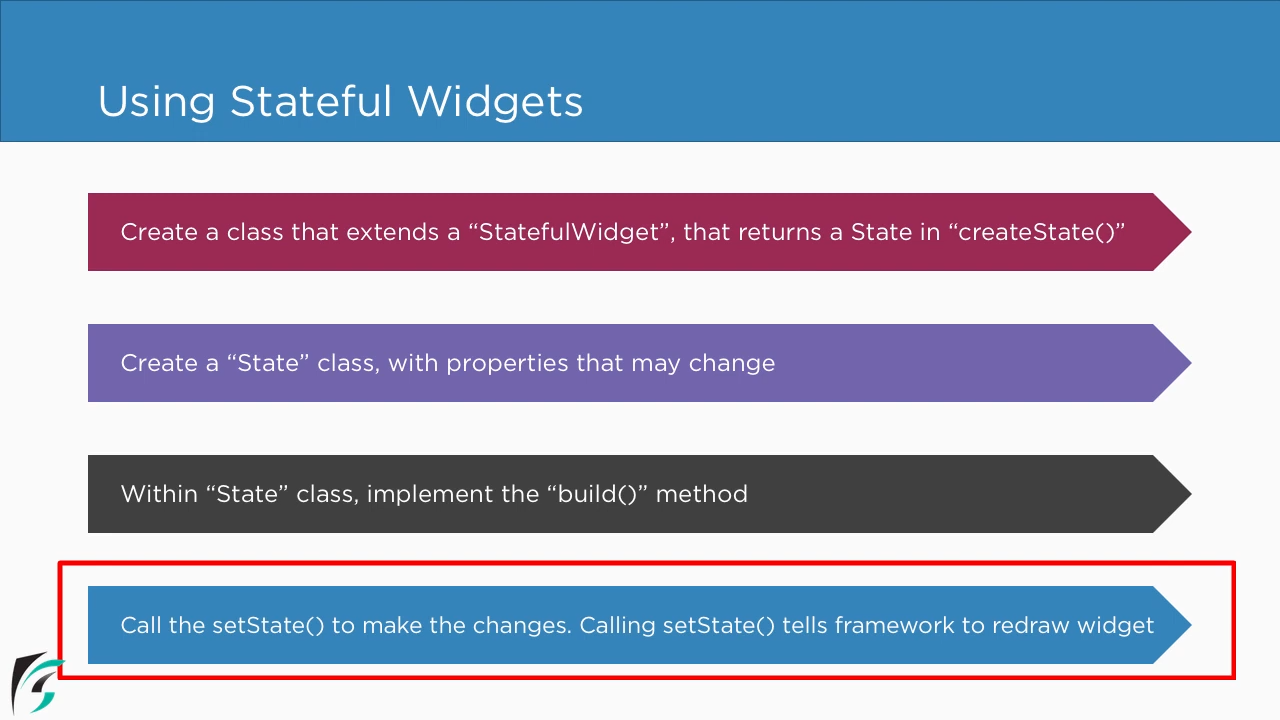 Using Stateful Widgets
Create a class that extends a “StatefulWidget”, that returns a State in “createState()”
Create a “State” class, with properties that may change
Within “State” class, implement the “build()” method
Call the setState() to make the changes. Calling setState() tells framework to redraw widget